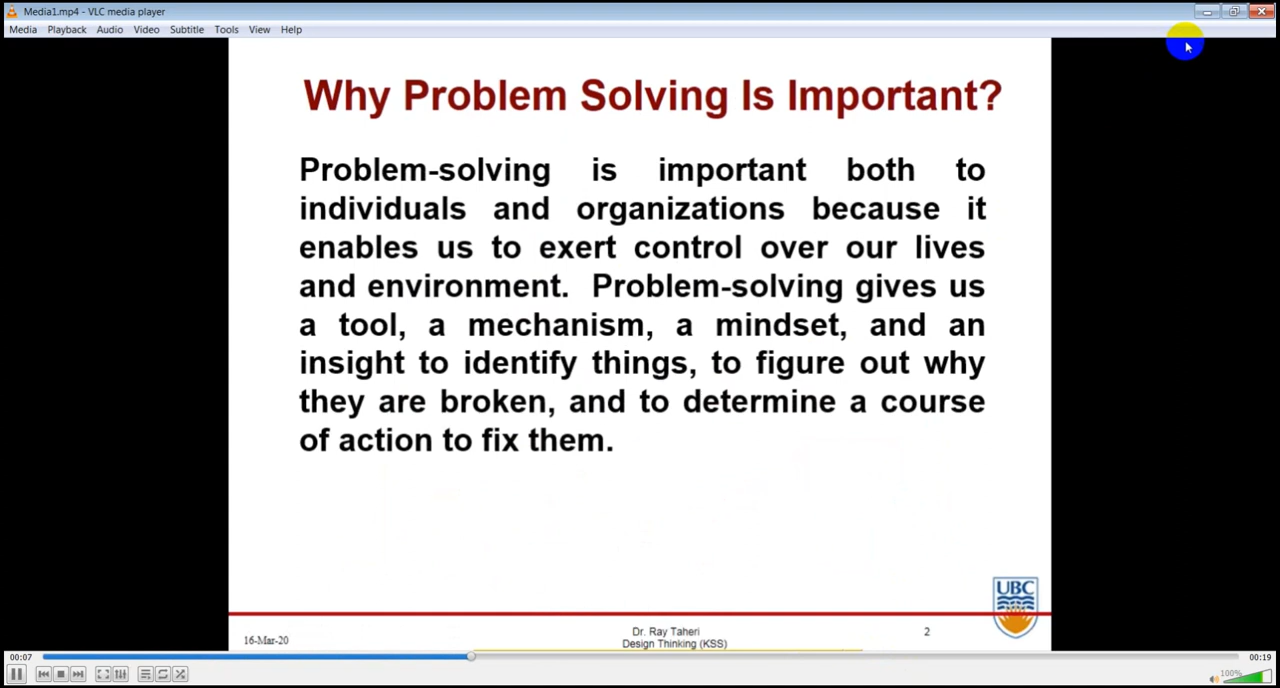 Media1.mp4 - VLC media player
Media Playback Audio Video Subtitle Tools View Help
Why Problem Solving Is Important?
Problem-solving is important both to
individuals and organizations because it
enables us to exert control over our lives
and environment. Problem-solving gives us
a tool, a mechanism, a mindset, and an
insight to identify things, to figure out why
they are broken, and to determine a course
of action to fix them.
UBC
16-Mar-20
Dr. Ray Taheri
Design Thinking (KSS)
2
00:07
00:19
100%